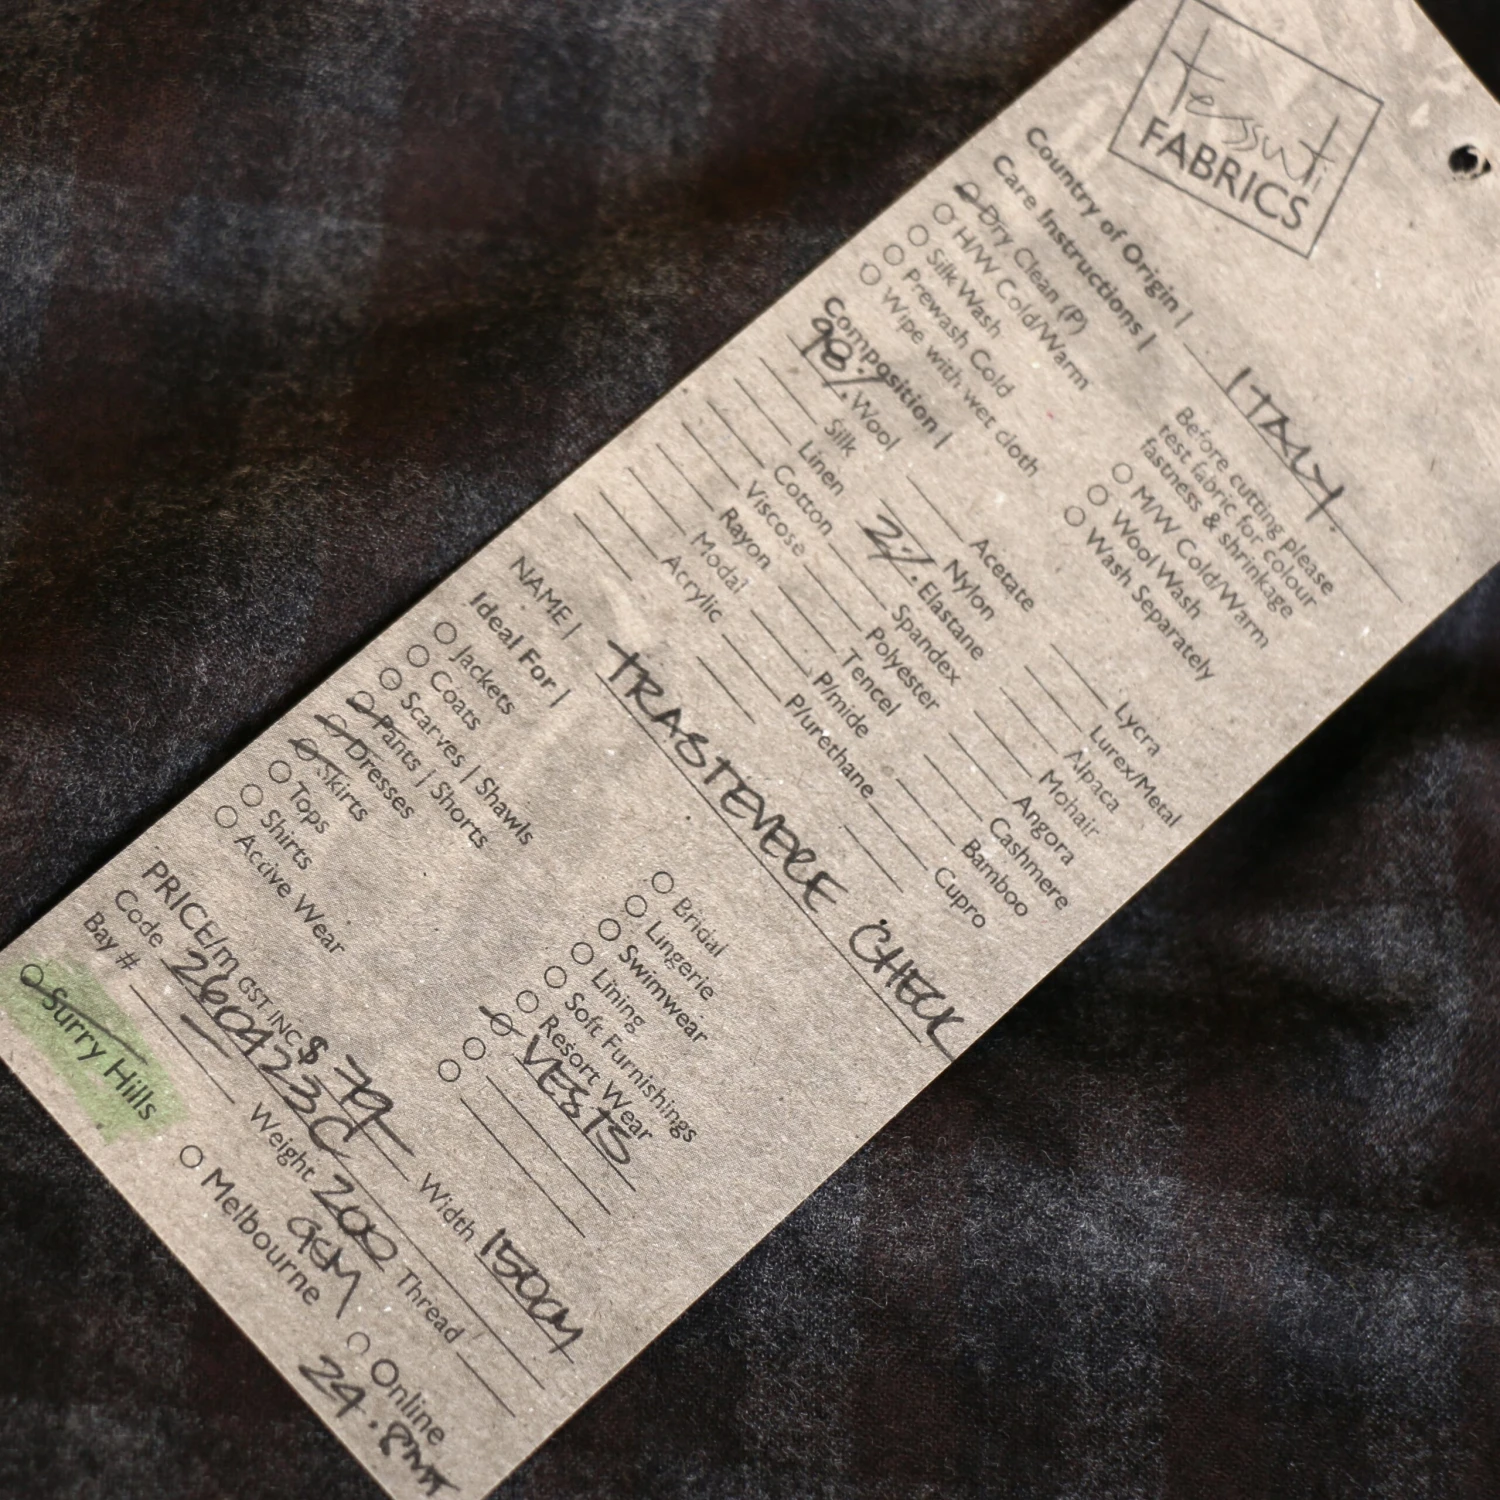 tessuti
FABRICS
Country of Origin | ITALY.
Care Instructions |
Dry Clean (P)
H/W Cold/Warm
Silk Wash
Prewash Cold
Wipe with wet cloth
Before cutting please
test fabric for colour
fastness & shrinkage
M/W Cold/Warm
Wool Wash
Wash Separately
Composition |
98% Wool
Silk
Linen
Cotton
Viscose
Rayon
Modal
Acrylic
Acetate
Nylon
2% Elastane
Spandex
Polyester
Tencel
P/mide
P/urethane
Lycra
Lurex/Metal
Alpaca
Mohair
Angora
Cashmere
Bamboo
Cupro
NAME | TRASTEVERE CHECK
Ideal For |
Jackets
Coats
Scarves | Shawls
Pants | Shorts
Dresses
Skirts
Tops
Shirts
Active Wear
Bridal
Lingerie
Swimwear
Lining
Soft Furnishings
Resort Wear
VESTS
PRICE/m GST INC $79 Width 150CM
Code 260423C
Weight 200 GSM Thread
Bay #
Surry Hills
Melbourne
Online
24.8MT